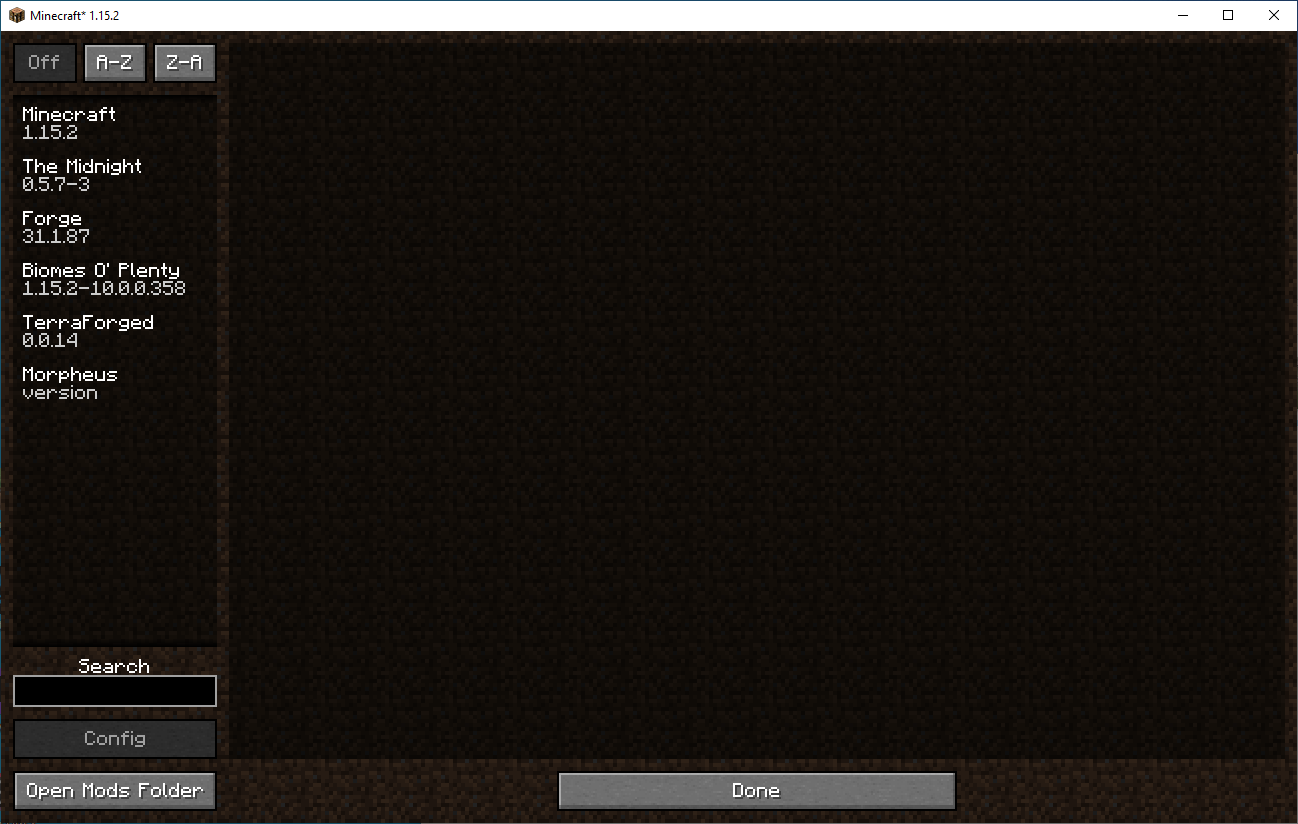 Minecraft* 1.15.2
Off A-Z Z-A
Minecraft
1.15.2
The Midnight
0.5.7-3
Forge
31.1.87
Biomes O' Plenty
1.15.2-10.0.0.358
TerraForged
0.0.14
Morpheus
version
Search
Config
Open Mods Folder Done